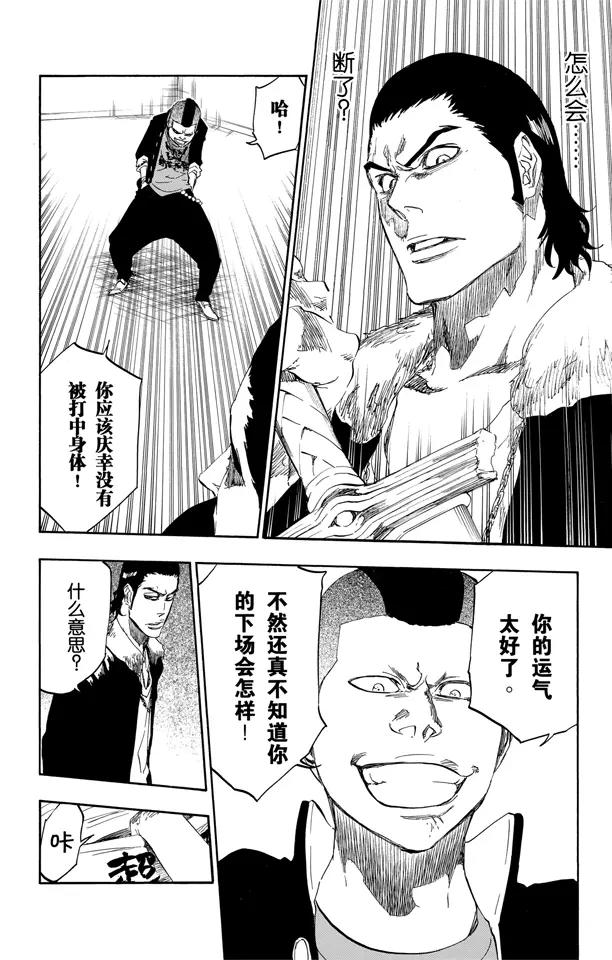 怎么会……
断了？
哈！
你应该庆幸没有
被打中身体！
你的运气
太好了。
不然还真不知道你
的下场会怎样！
什么意思？
咔
超